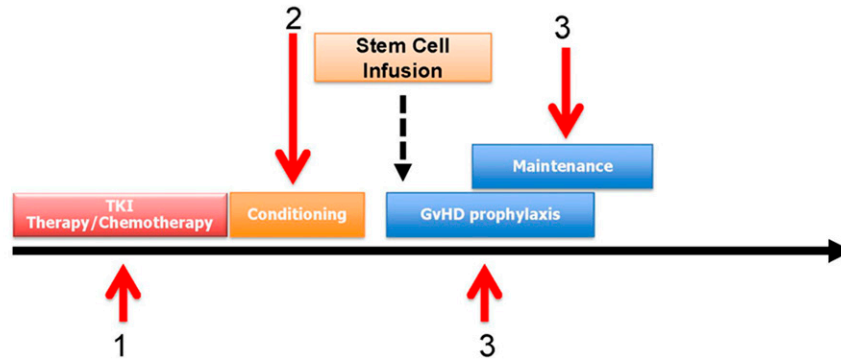 2
3
Stem Cell
Infusion
Maintenance
TKI
Therapy/Chemotherapy
Conditioning
GvHD prophylaxis
1
3